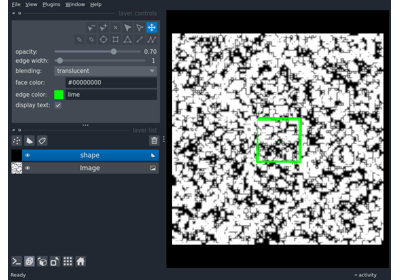 File View Plugins Window Help
layer controls
opacity: 0.70
edge width: 1
blending: translucent
face color: #00000000
edge color: lime
display text:
layer list
shape
Image
Ready
activity